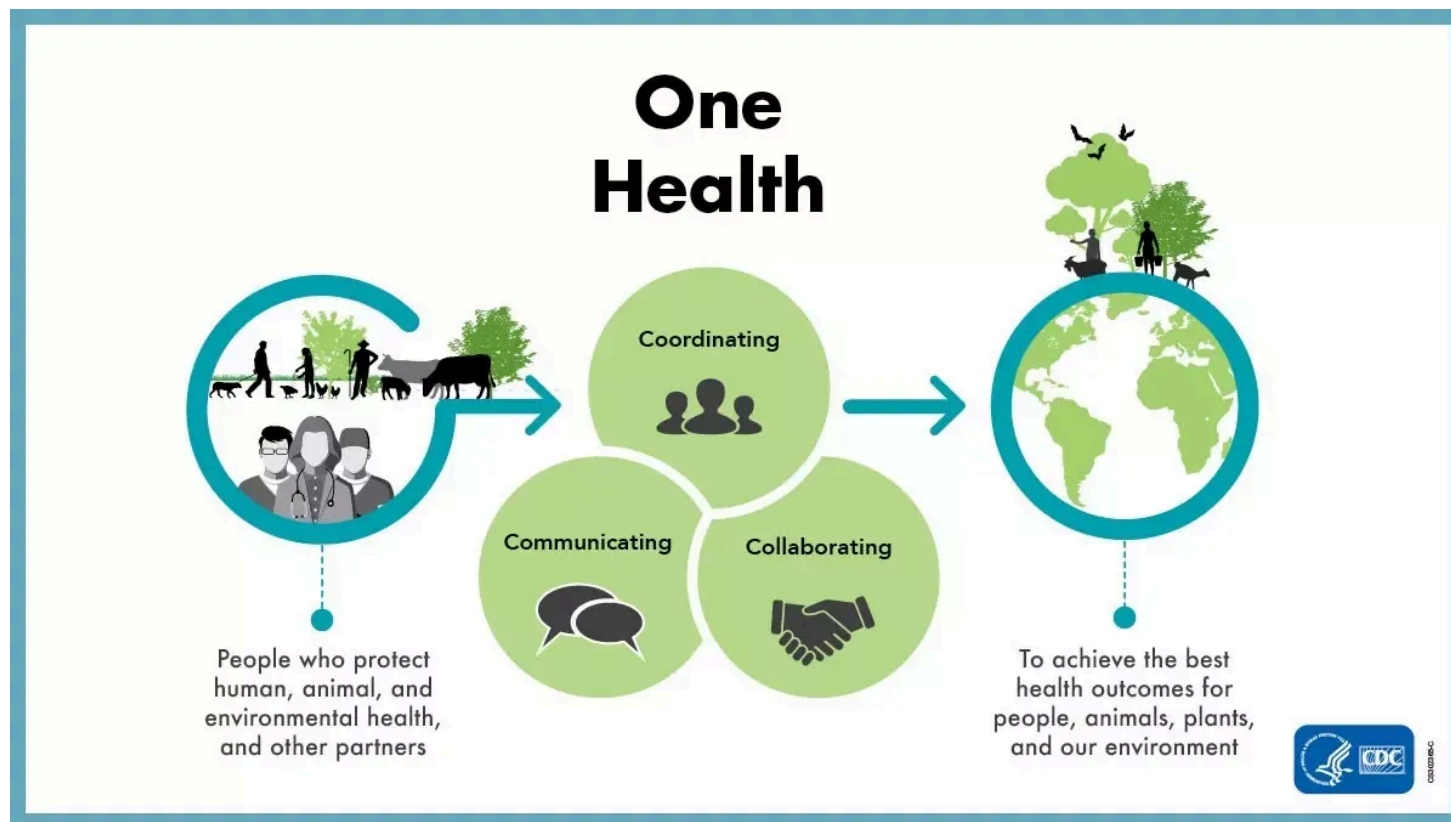 One
Health
Coordinating
Communicating
Collaborating
People who protect
human, animal, and
environmental health,
and other partners
To achieve the best
health outcomes for
people, animals, plants,
and our environment
CDC